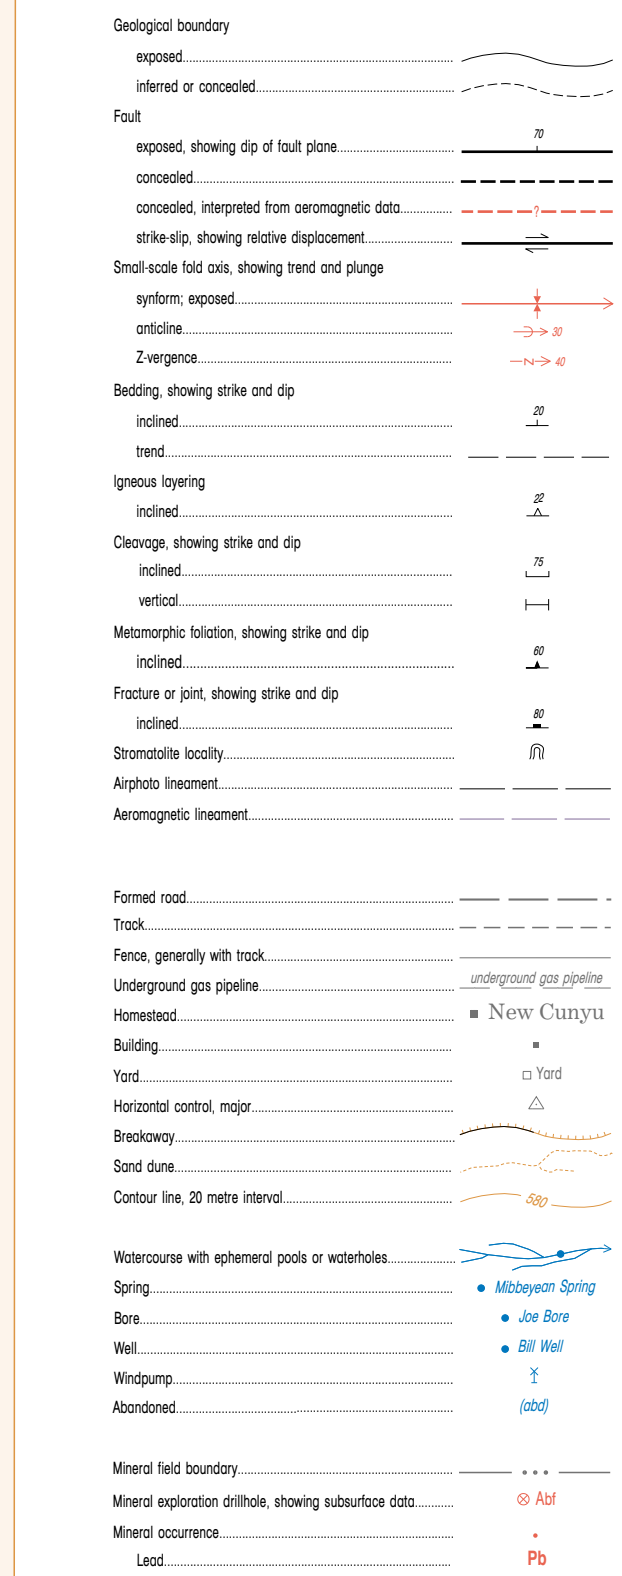 Geological boundary
exposed
inferred or concealed
Fault
70
exposed, showing dip of fault plane
concealed
concealed, interpreted from aeromagnetic data ?
strike-slip, showing relative displacement
Small-scale fold axis, showing trend and plunge
synform; exposed
anticline 30
Z-vergence Z 40
Bedding, showing strike and dip
inclined 20
trend
Igneous layering
inclined 22
Cleavage, showing strike and dip
inclined 75
vertical
Metamorphic foliation, showing strike and dip
inclined 60
Fracture or joint, showing strike and dip
inclined 80
Stromatolite locality
Airphoto lineament
Aeromagnetic lineament
Formed road
Track
Fence, generally with track
Underground gas pipeline underground gas pipeline
Homestead New Cunyu
Building
Yard Yard
Horizontal control, major
Breakaway
Sand dune
Contour line, 20 metre interval 580
Watercourse with ephemeral pools or waterholes
Spring Mibbeyean Spring
Bore Joe Bore
Well Bill Well
Windpump
Abandoned (abd)
Mineral field boundary
Mineral exploration drillhole, showing subsurface data Abf
Mineral occurrence
Lead Pb